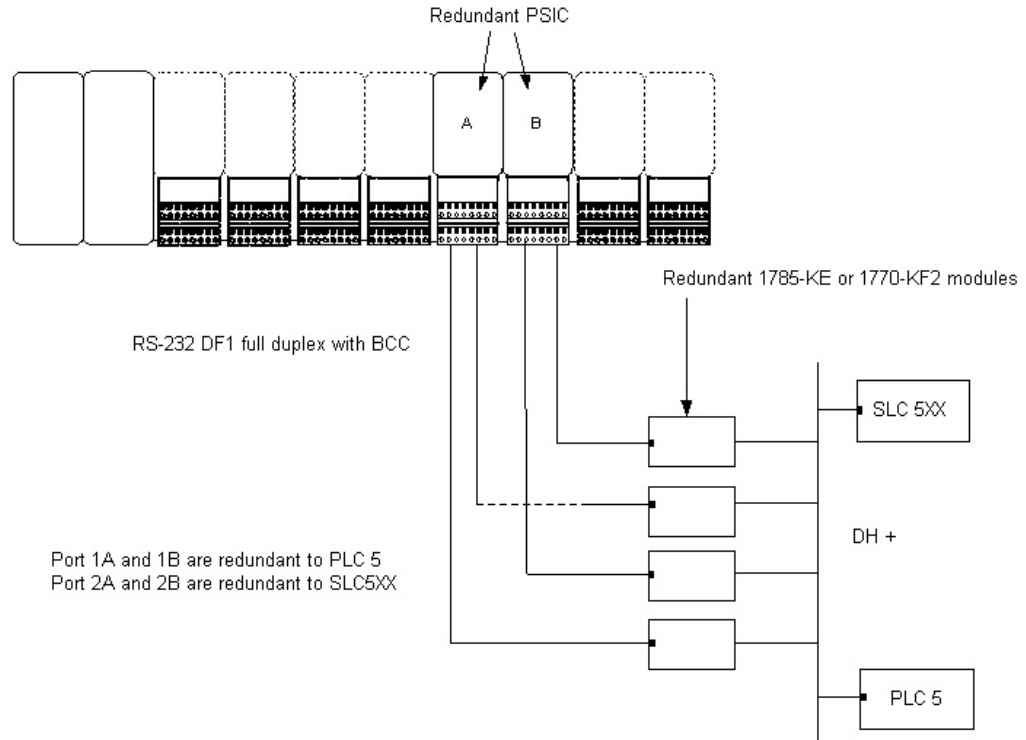 Redundant PSIC
A
B
Redundant 1785-KE or 1770-KF2 modules
RS-232 DF1 full duplex with BCC
SLC 5XX
DH +
Port 1A and 1B are redundant to PLC 5
Port 2A and 2B are redundant to SLC5XX
PLC 5